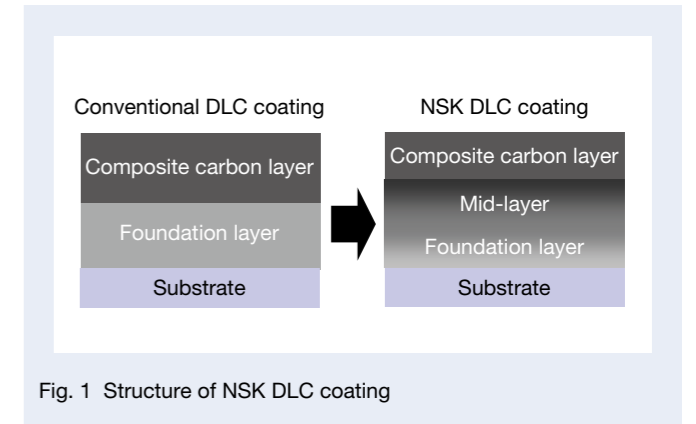 Conventional DLC coating
Composite carbon layer
Foundation layer
Substrate
NSK DLC coating
Composite carbon layer
Mid-layer
Foundation layer
Substrate
Fig. 1 Structure of NSK DLC coating